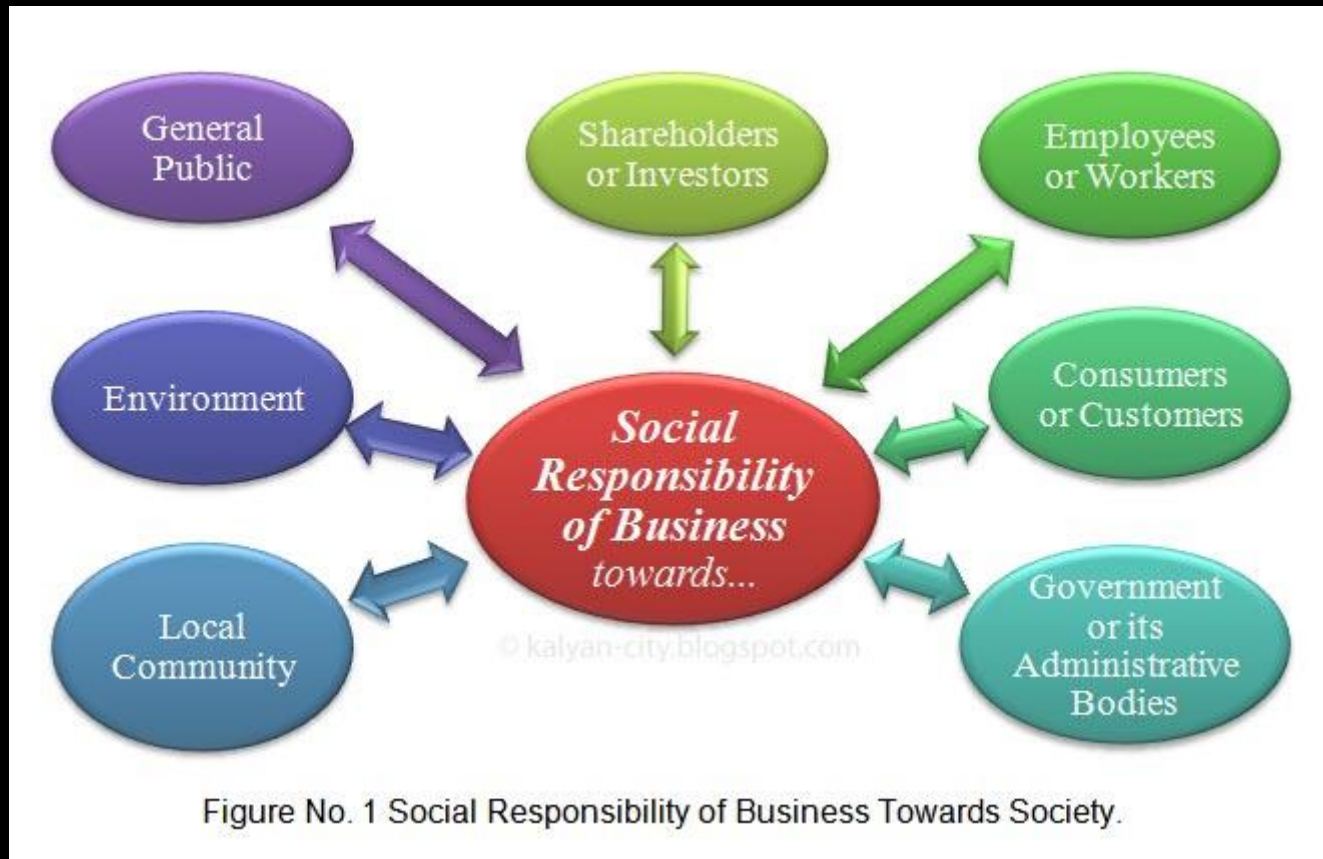 General
Public
Shareholders
or Investors
Employees
or Workers
Environment
Social
Responsibility
of Business
towards...
Consumers
or Customers
Local
Community
Government
or its
Administrative
Bodies
© kalyan-city.blogspot.com
Figure No. 1 Social Responsibility of Business Towards Society.